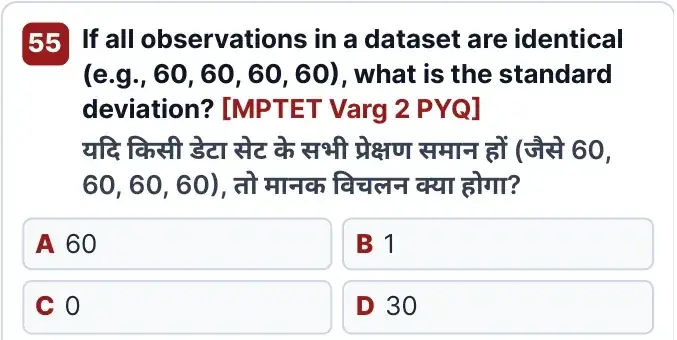 55 If all observations in a dataset are identical
(e.g., 60, 60, 60, 60), what is the standard
deviation? [MPTET Varg 2 PYQ]
यदि किसी डेटा सेट के सभी प्रेक्षण समान हों (जैसे 60,
60, 60, 60), तो मानक विचलन क्या होगा?
A 60
B 1
C 0
D 30